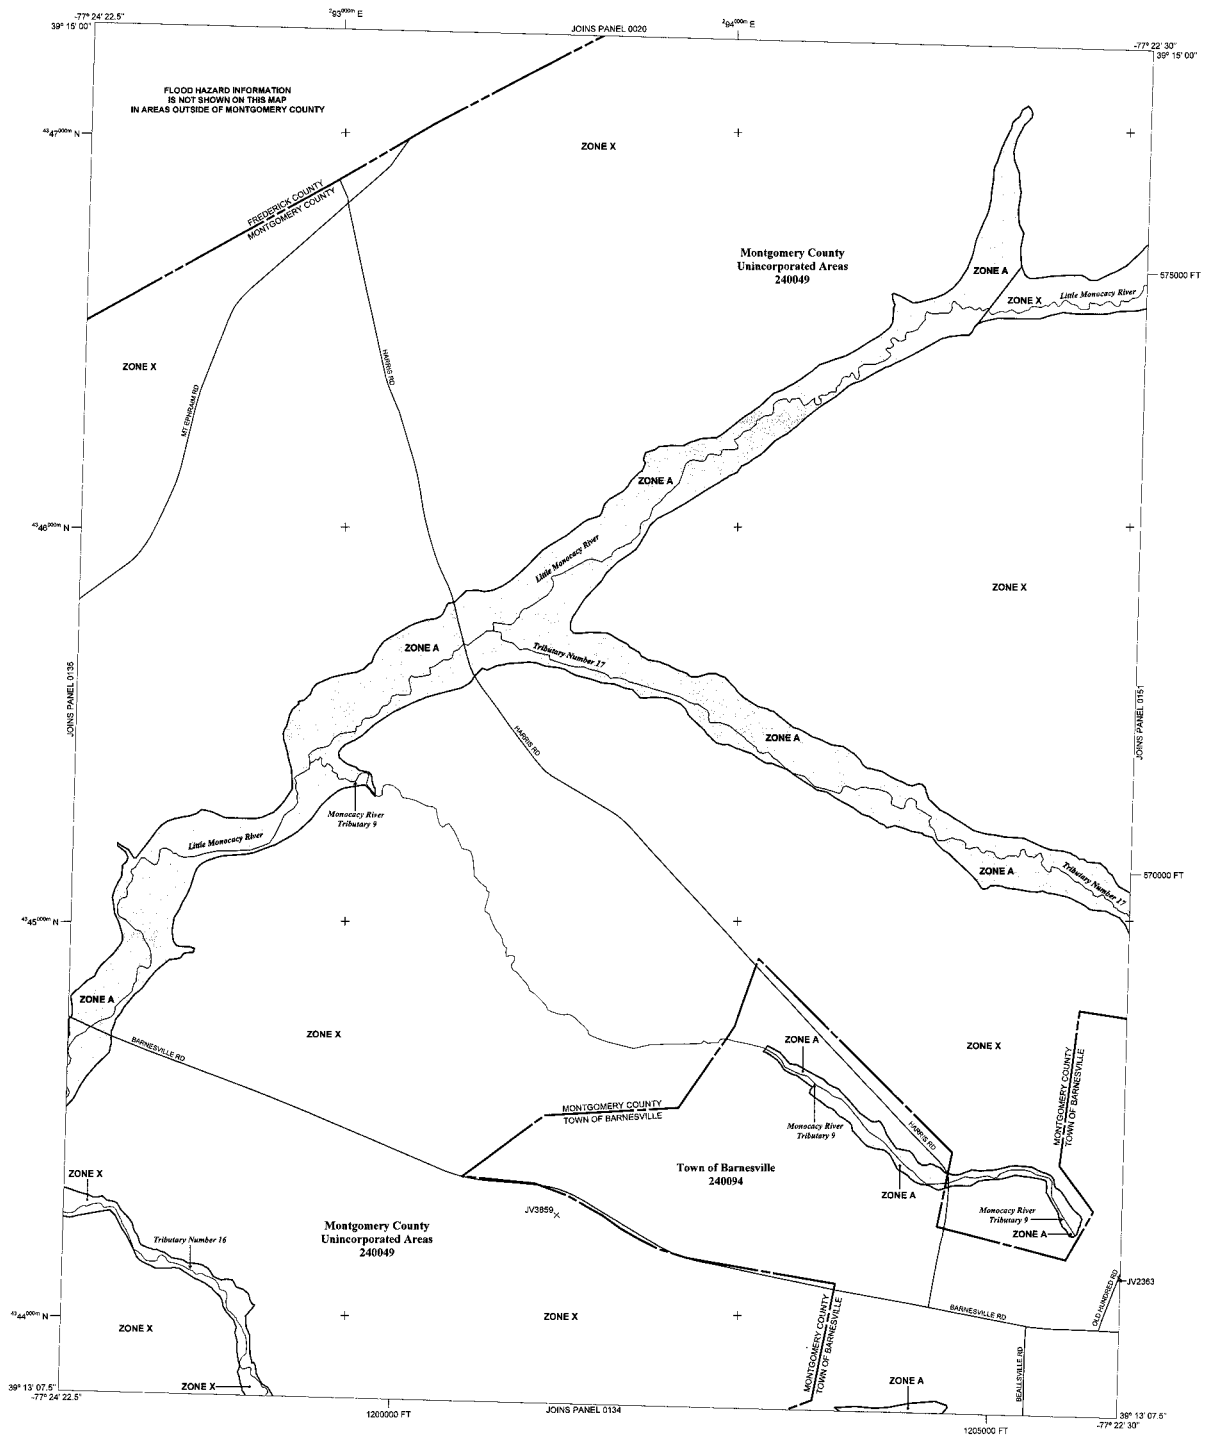 -77° 24' 22.5"
39° 15' 00"
²93⁰⁰⁰ᵐ E
JOINS PANEL 0020
²94⁰⁰⁰ᵐ E
-77° 22' 30"
39° 15' 00"
FLOOD HAZARD INFORMATION
IS NOT SHOWN ON THIS MAP
IN AREAS OUTSIDE OF MONTGOMERY COUNTY
⁴³47⁰⁰⁰ᵐ N
ZONE X
FREDERICK COUNTY
MONTGOMERY COUNTY
Montgomery County
Unincorporated Areas
240049
ZONE A
ZONE X
Little Monocacy River
575000 FT
ZONE X
HARRIS RD
MT EPHRAIM RD
ZONE A
⁴³46⁰⁰⁰ᵐ N
Little Monocacy River
ZONE X
ZONE A
Tributary Number 17
JOINS PANEL 0135
JOINS PANEL 0151
HARRIS RD
ZONE A
Monocacy River
Tributary 9
Little Monocacy River
ZONE A
Tributary Number 17
570000 FT
⁴³45⁰⁰⁰ᵐ N
ZONE A
BARNESVILLE RD
ZONE X
ZONE A
ZONE X
MONTGOMERY COUNTY
TOWN OF BARNESVILLE
MONTGOMERY COUNTY
TOWN OF BARNESVILLE
Monocacy River
Tributary 9
HARRIS RD
ZONE X
Town of Barnesville
240094
ZONE A
Monocacy River
Tributary 9
ZONE A
JV3859
Montgomery County
Unincorporated Areas
240049
Tributary Number 16
OLD HUNDRED RD
JV2363
⁴³44⁰⁰⁰ᵐ N
ZONE X
ZONE X
MONTGOMERY COUNTY
TOWN OF BARNESVILLE
BARNESVILLE RD
BEALLSVILLE RD
ZONE X
ZONE A
39° 13' 07.5"
-77° 24' 22.5"
1200000 FT
JOINS PANEL 0134
1205000 FT
39° 13' 07.5"
-77° 22' 30"